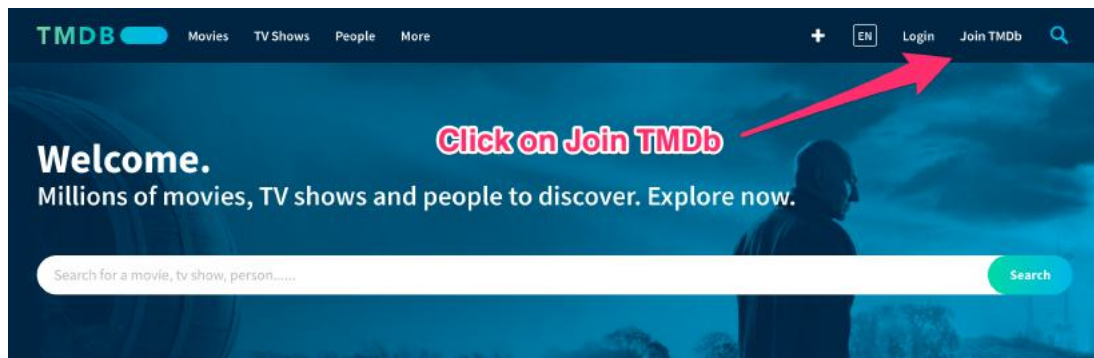 TMDB Movies TV Shows People More + EN Login Join TMDb
Click on Join TMDb
Welcome.
Millions of movies, TV shows and people to discover. Explore now.
Search for a movie, tv show, person...... Search